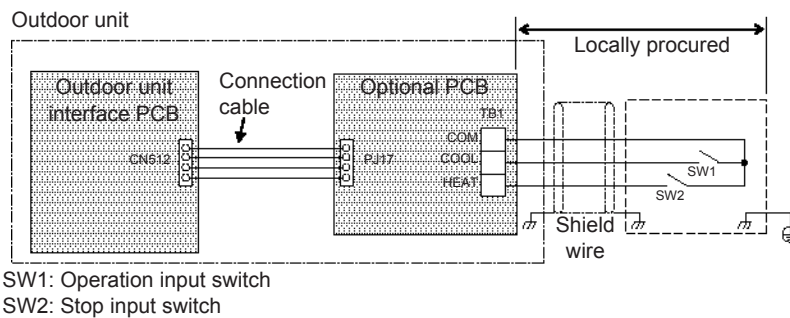 Outdoor unit
Locally procured
Outdoor unit
interface PCB
Connection
cable
Optional PCB
TB1
COM
CN512
PJ17
COOL
SW1
HEAT
SW2
Shield
wire
SW1: Operation input switch
SW2: Stop input switch